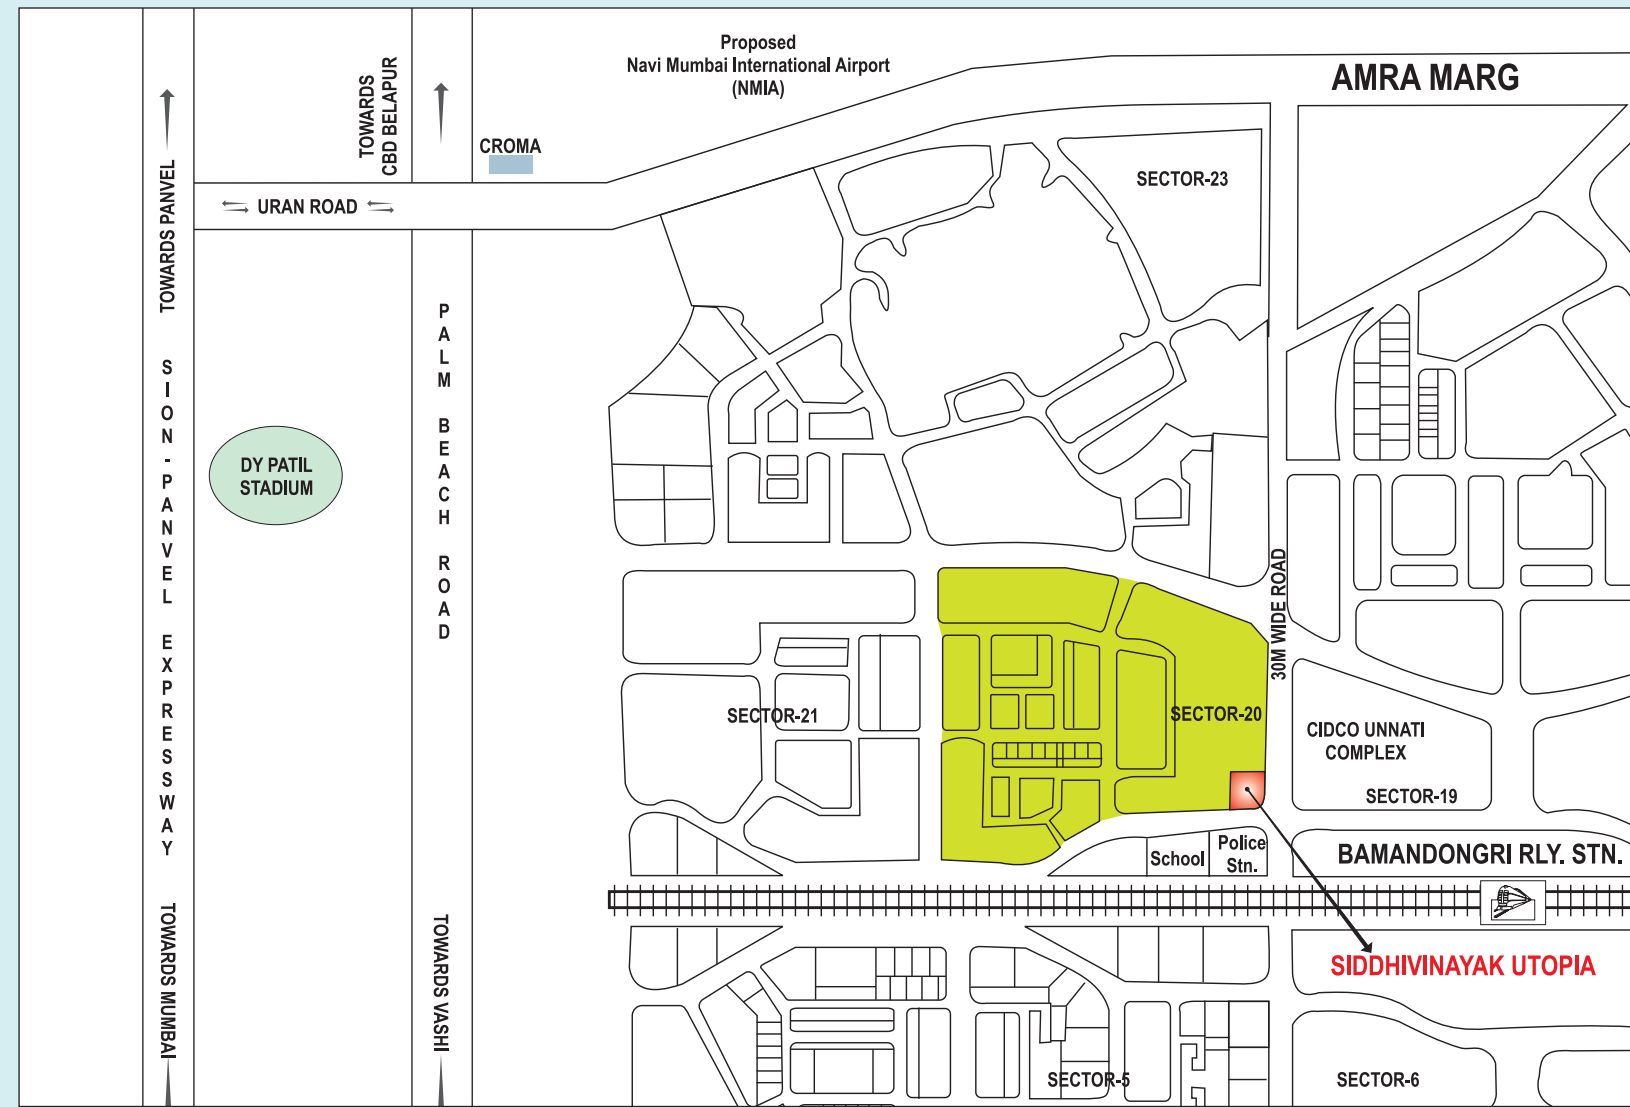 Proposed
Navi Mumbai International Airport
(NMIA)
AMRA MARG
TOWARDS
CBD BELAPUR
CROMA
TOWARDS PANVEL
URAN ROAD
SECTOR-23
PALM BEACH ROAD
SION-PANVEL EXPRESSWAY
DY PATIL
STADIUM
30M WIDE ROAD
SECTOR-21
SECTOR-20
CIDCO UNNATI
COMPLEX
SECTOR-19
School
Police
Stn.
BAMANDONGRI RLY. STN.
TOWARDS MUMBAI
TOWARDS VASHI
SIDDHIVINAYAK UTOPIA
SECTOR-5
SECTOR-6